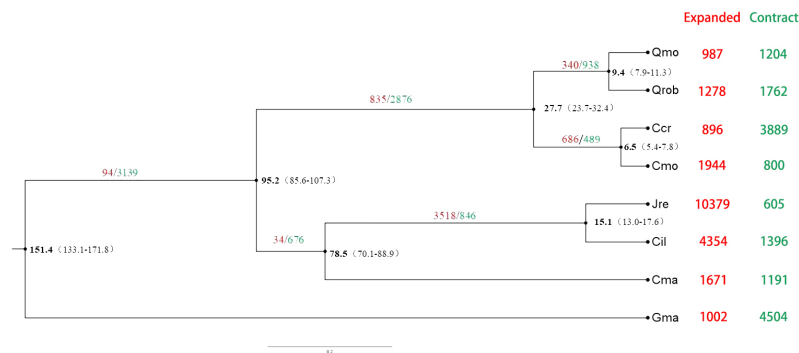 Expanded Contract
Qmo 987 1204
340/938
9.4 (7.9-11.3)
Qrob 1278 1762
835/2876
27.7 (23.7-32.4)
Ccr 896 3889
686/489
6.5 (5.4-7.8)
Cmo 1944 800
94/3139
95.2 (85.6-107.3)
Jre 10379 605
3518/846
15.1 (13.0-17.6)
34/676
Cil 4354 1396
151.4 (133.1-171.8)
78.5 (70.1-88.9)
Cma 1671 1191
Gma 1002 4504
0.2